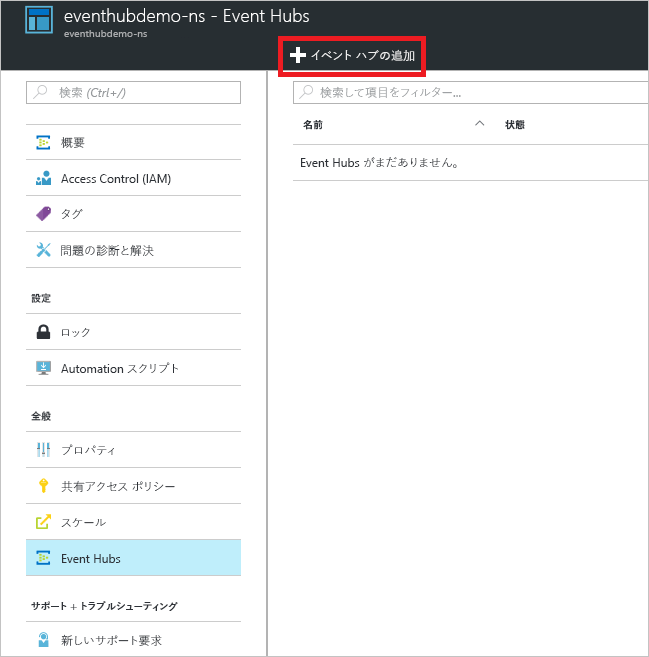 eventhubdemo-ns - Event Hubs
eventhubdemo-ns
イベント ハブの追加
検索 (Ctrl+/)
概要
Access Control (IAM)
タグ
問題の診断と解決
設定
ロック
Automation スクリプト
全般
プロパティ
共有アクセス ポリシー
スケール
Event Hubs
サポート + トラブルシューティング
新しいサポート要求
検索して項目をフィルター...
名前 状態
Event Hubs がまだありません。